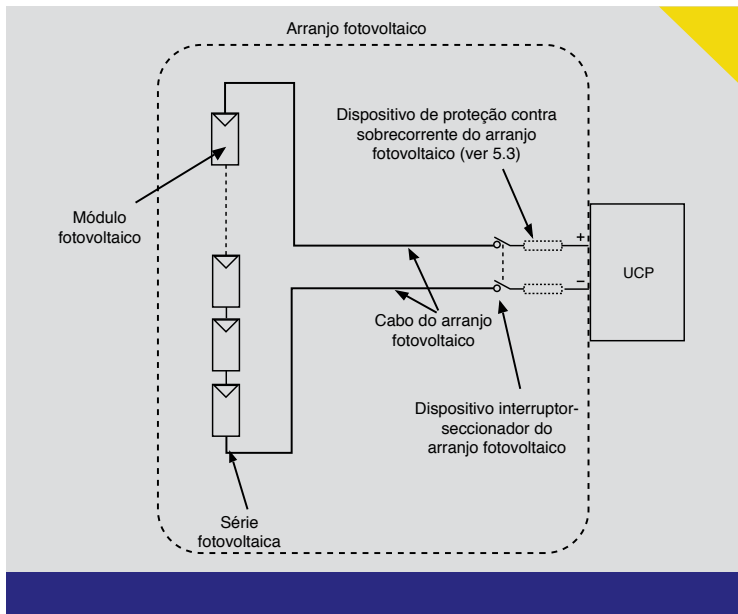 Arranjo fotovoltaico
Dispositivo de proteção contra
sobrecorrente do arranjo
fotovoltaico (ver 5.3)
Módulo
fotovoltaico
+
UCP
–
Cabo do arranjo
fotovoltaico
Dispositivo interruptor-
seccionador do
arranjo fotovoltaico
Série
fotovoltaica